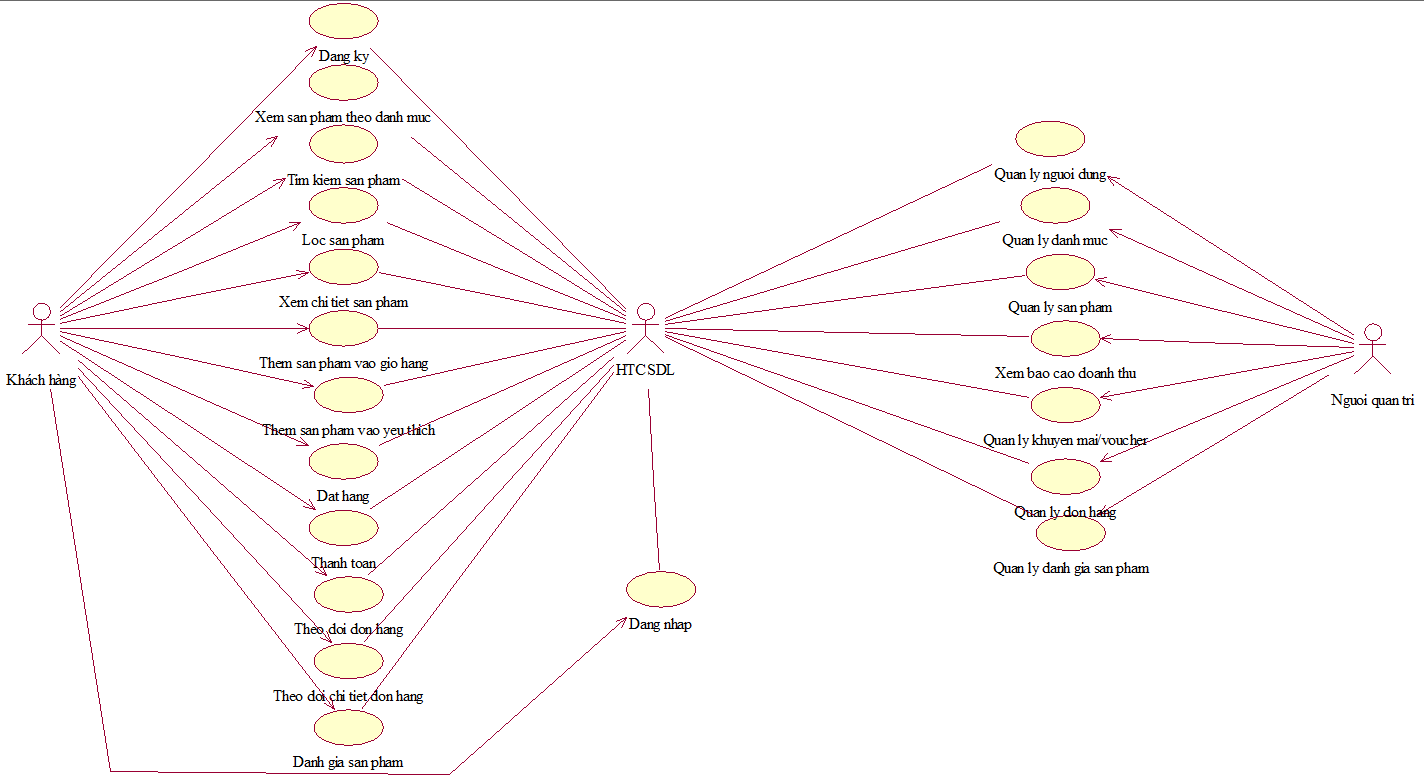 Dang ky
Xem san pham theo danh muc
Tim kiem san pham
Loc san pham
Xem chi tiet san pham
Them san pham vao gio hang
Them san pham vao yeu thich
Dat hang
Thanh toan
Theo doi don hang
Theo doi chi tiet don hang
Danh gia san pham
Khách hàng
HTCSDL
Dang nhap
Quan ly nguoi dung
Quan ly danh muc
Quan ly san pham
Xem bao cao doanh thu
Quan ly khuyen mai/voucher
Quan ly don hang
Quan ly danh gia san pham
Nguoi quan tri